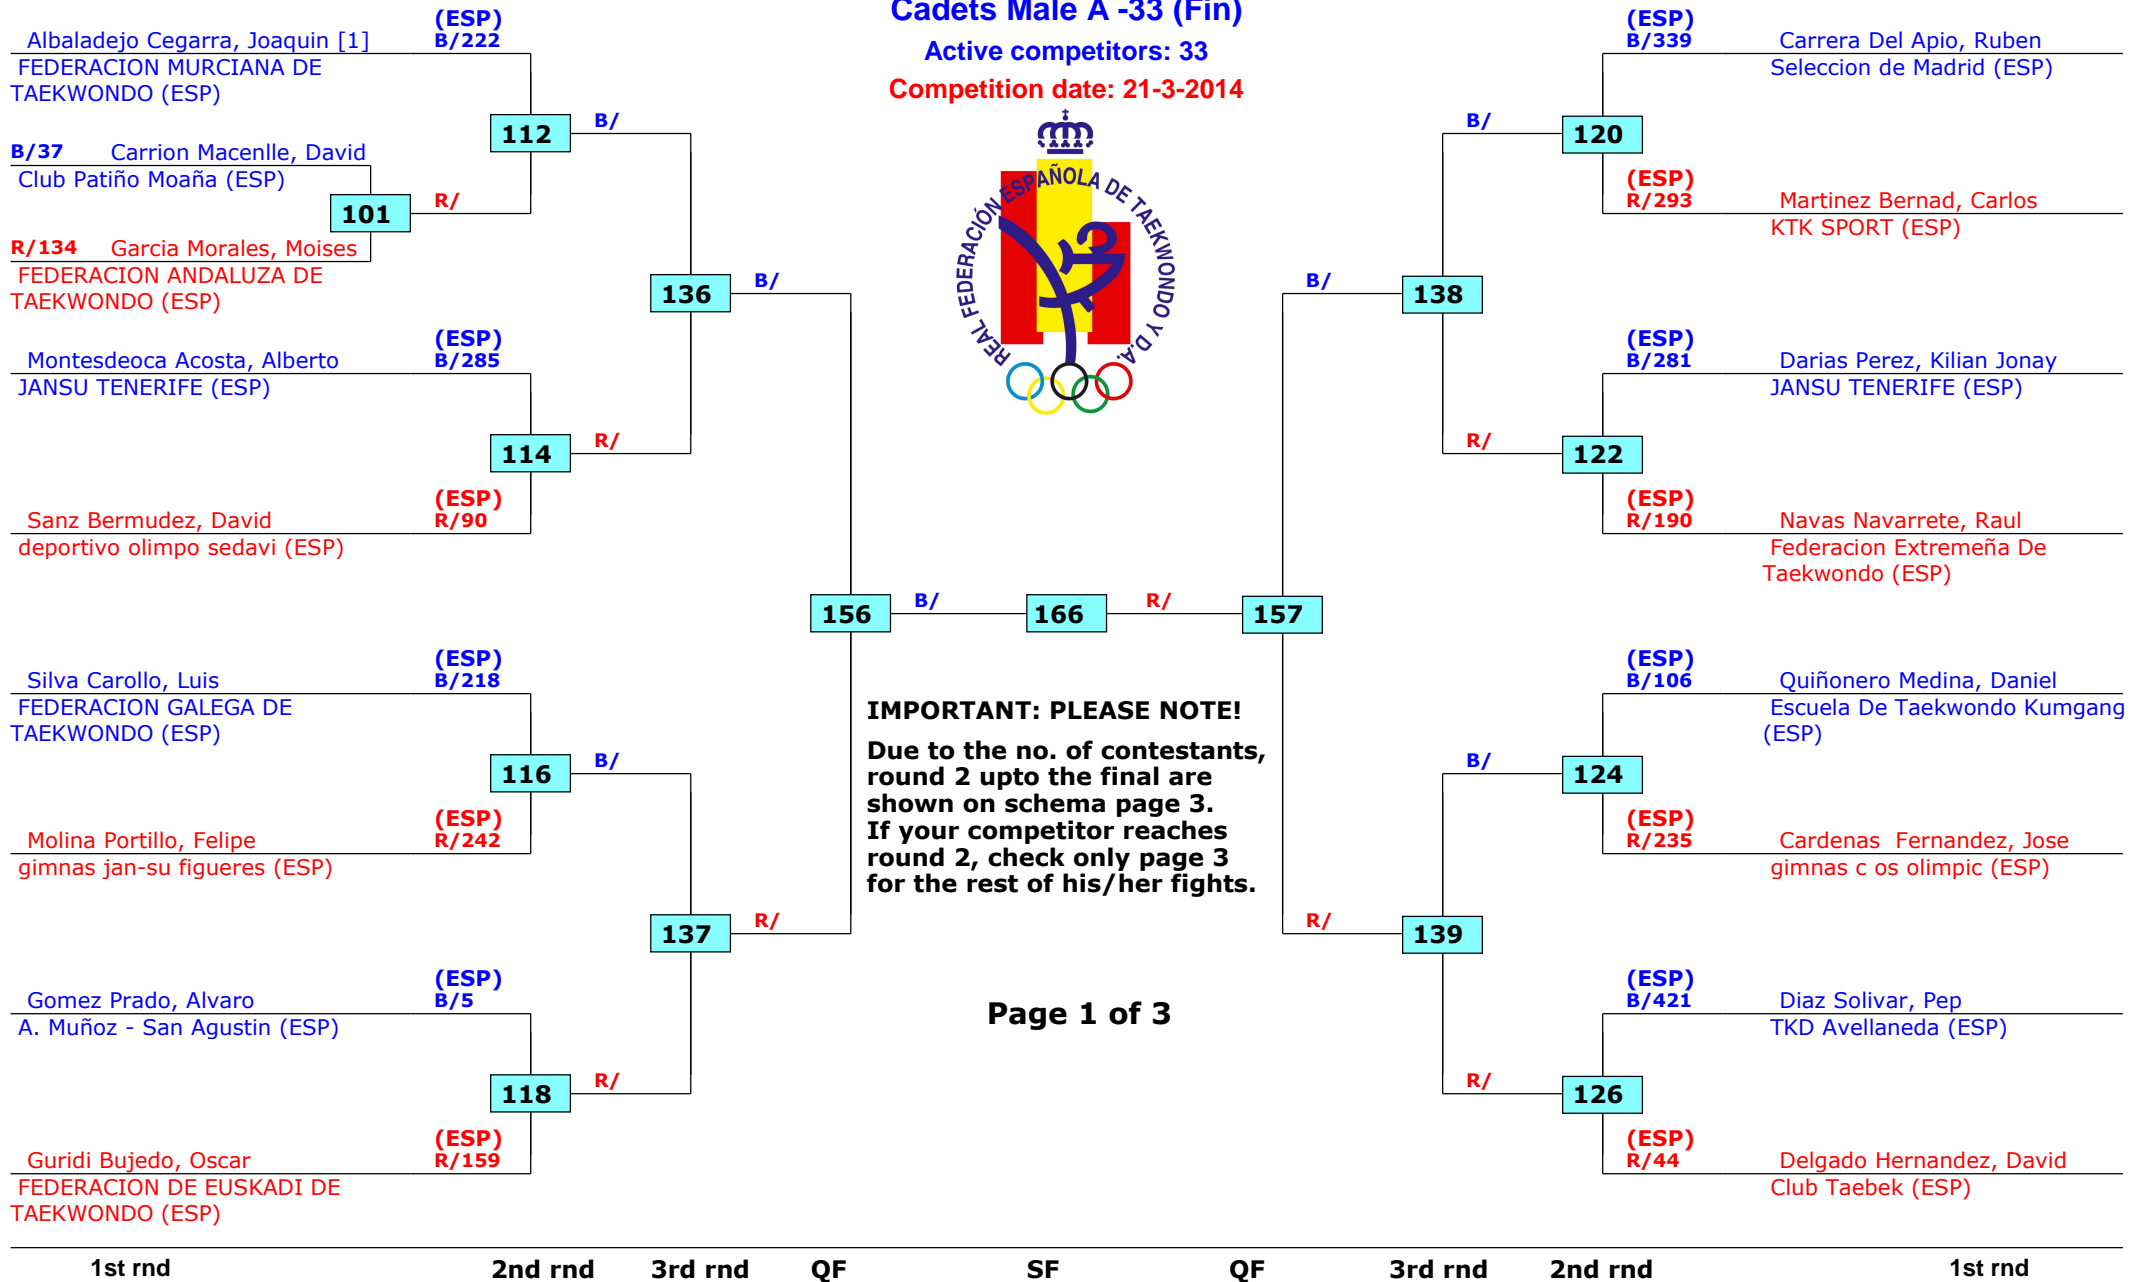 Cadets Male A -33 (Fin)
Active competitors: 33
Competition date: 21-3-2014
REAL FEDERACIÓN ESPAÑOLA DE TAEKWONDO Y D.A.
(ESP)
Albaladejo Cegarra, Joaquin [1] B/222
FEDERACION MURCIANA DE
TAEKWONDO (ESP)
B/37 Carrion Macenlle, David
Club Patiño Moaña (ESP)
R/134 Garcia Morales, Moises
FEDERACION ANDALUZA DE
TAEKWONDO (ESP)
(ESP)
Montesdeoca Acosta, Alberto B/285
JANSU TENERIFE (ESP)
(ESP)
Sanz Bermudez, David R/90
deportivo olimpo sedavi (ESP)
(ESP)
Silva Carollo, Luis B/218
FEDERACION GALEGA DE
TAEKWONDO (ESP)
(ESP)
Molina Portillo, Felipe R/242
gimnas jan-su figueres (ESP)
(ESP)
Gomez Prado, Alvaro B/5
A. Muñoz - San Agustin (ESP)
(ESP)
Guridi Bujedo, Oscar R/159
FEDERACION DE EUSKADI DE
TAEKWONDO (ESP)
101 R/
112 B/
114 R/
116 B/
118 R/
136 B/
137 R/
156 B/
166
R/ 157
B/ 138
R/ 139
B/ 120
R/ 122
B/ 124
R/ 126
IMPORTANT: PLEASE NOTE!
Due to the no. of contestants,
round 2 upto the final are
shown on schema page 3.
If your competitor reaches
round 2, check only page 3
for the rest of his/her fights.
Page 1 of 3
(ESP)
B/339 Carrera Del Apio, Ruben
Seleccion de Madrid (ESP)
(ESP)
R/293 Martinez Bernad, Carlos
KTK SPORT (ESP)
(ESP)
B/281 Darias Perez, Kilian Jonay
JANSU TENERIFE (ESP)
(ESP)
R/190 Navas Navarrete, Raul
Federacion Extremeña De
Taekwondo (ESP)
(ESP)
B/106 Quiñonero Medina, Daniel
Escuela De Taekwondo Kumgang
(ESP)
(ESP)
R/235 Cardenas  Fernandez, Jose
gimnas c os olimpic (ESP)
(ESP)
B/421 Diaz Solivar, Pep
TKD Avellaneda (ESP)
(ESP)
R/44 Delgado Hernandez, David
Club Taebek (ESP)
1st rnd 2nd rnd 3rd rnd QF SF QF 3rd rnd 2nd rnd 1st rnd